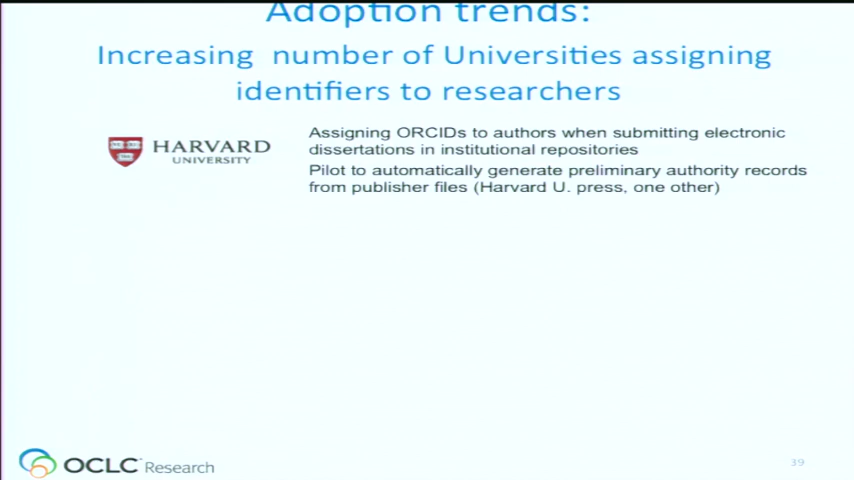 Adoption trends:
Increasing number of Universities assigning
identifiers to researchers
HARVARD
UNIVERSITY
Assigning ORCIDs to authors when submitting electronic
dissertations in institutional repositories
Pilot to automatically generate preliminary authority records
from publisher files (Harvard U. press, one other)
OCLC Research
39